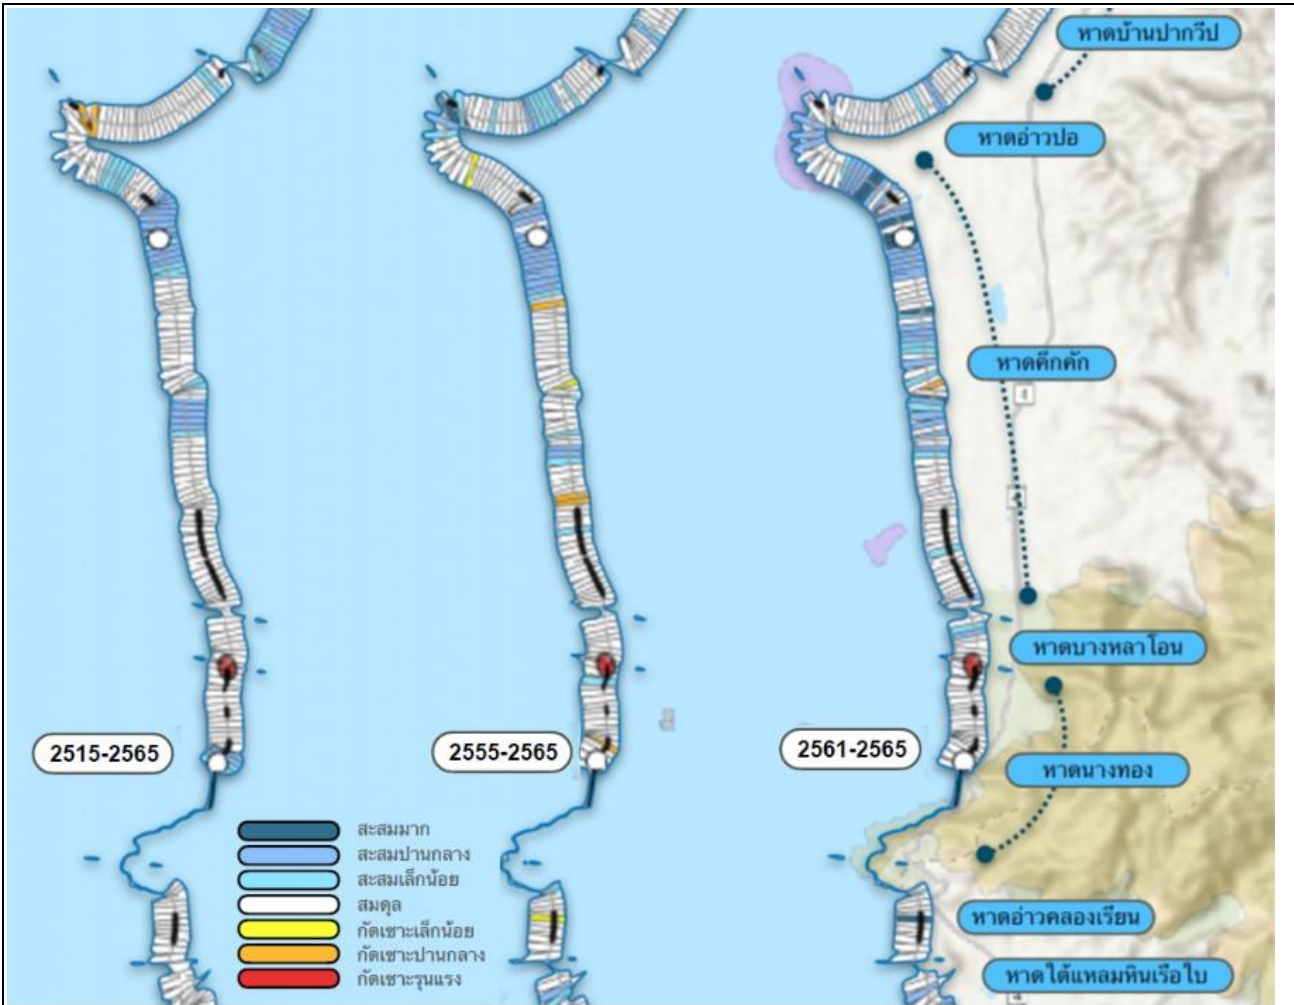 หาดบ้านปากวีป
หาดอ่าวปอ
หาดคึกคัก
4
4
หาดบางหลาโอน
2515-2565
2555-2565
2561-2565
หาดนางทอง
สะสมมาก
สะสมปานกลาง
สะสมเล็กน้อย
สมดุล
กัดเซาะเล็กน้อย
กัดเซาะปานกลาง
กัดเซาะรุนแรง
หาดอ่าวคลองเรียน
หาดใต้แหลมหินเรือใบ
4